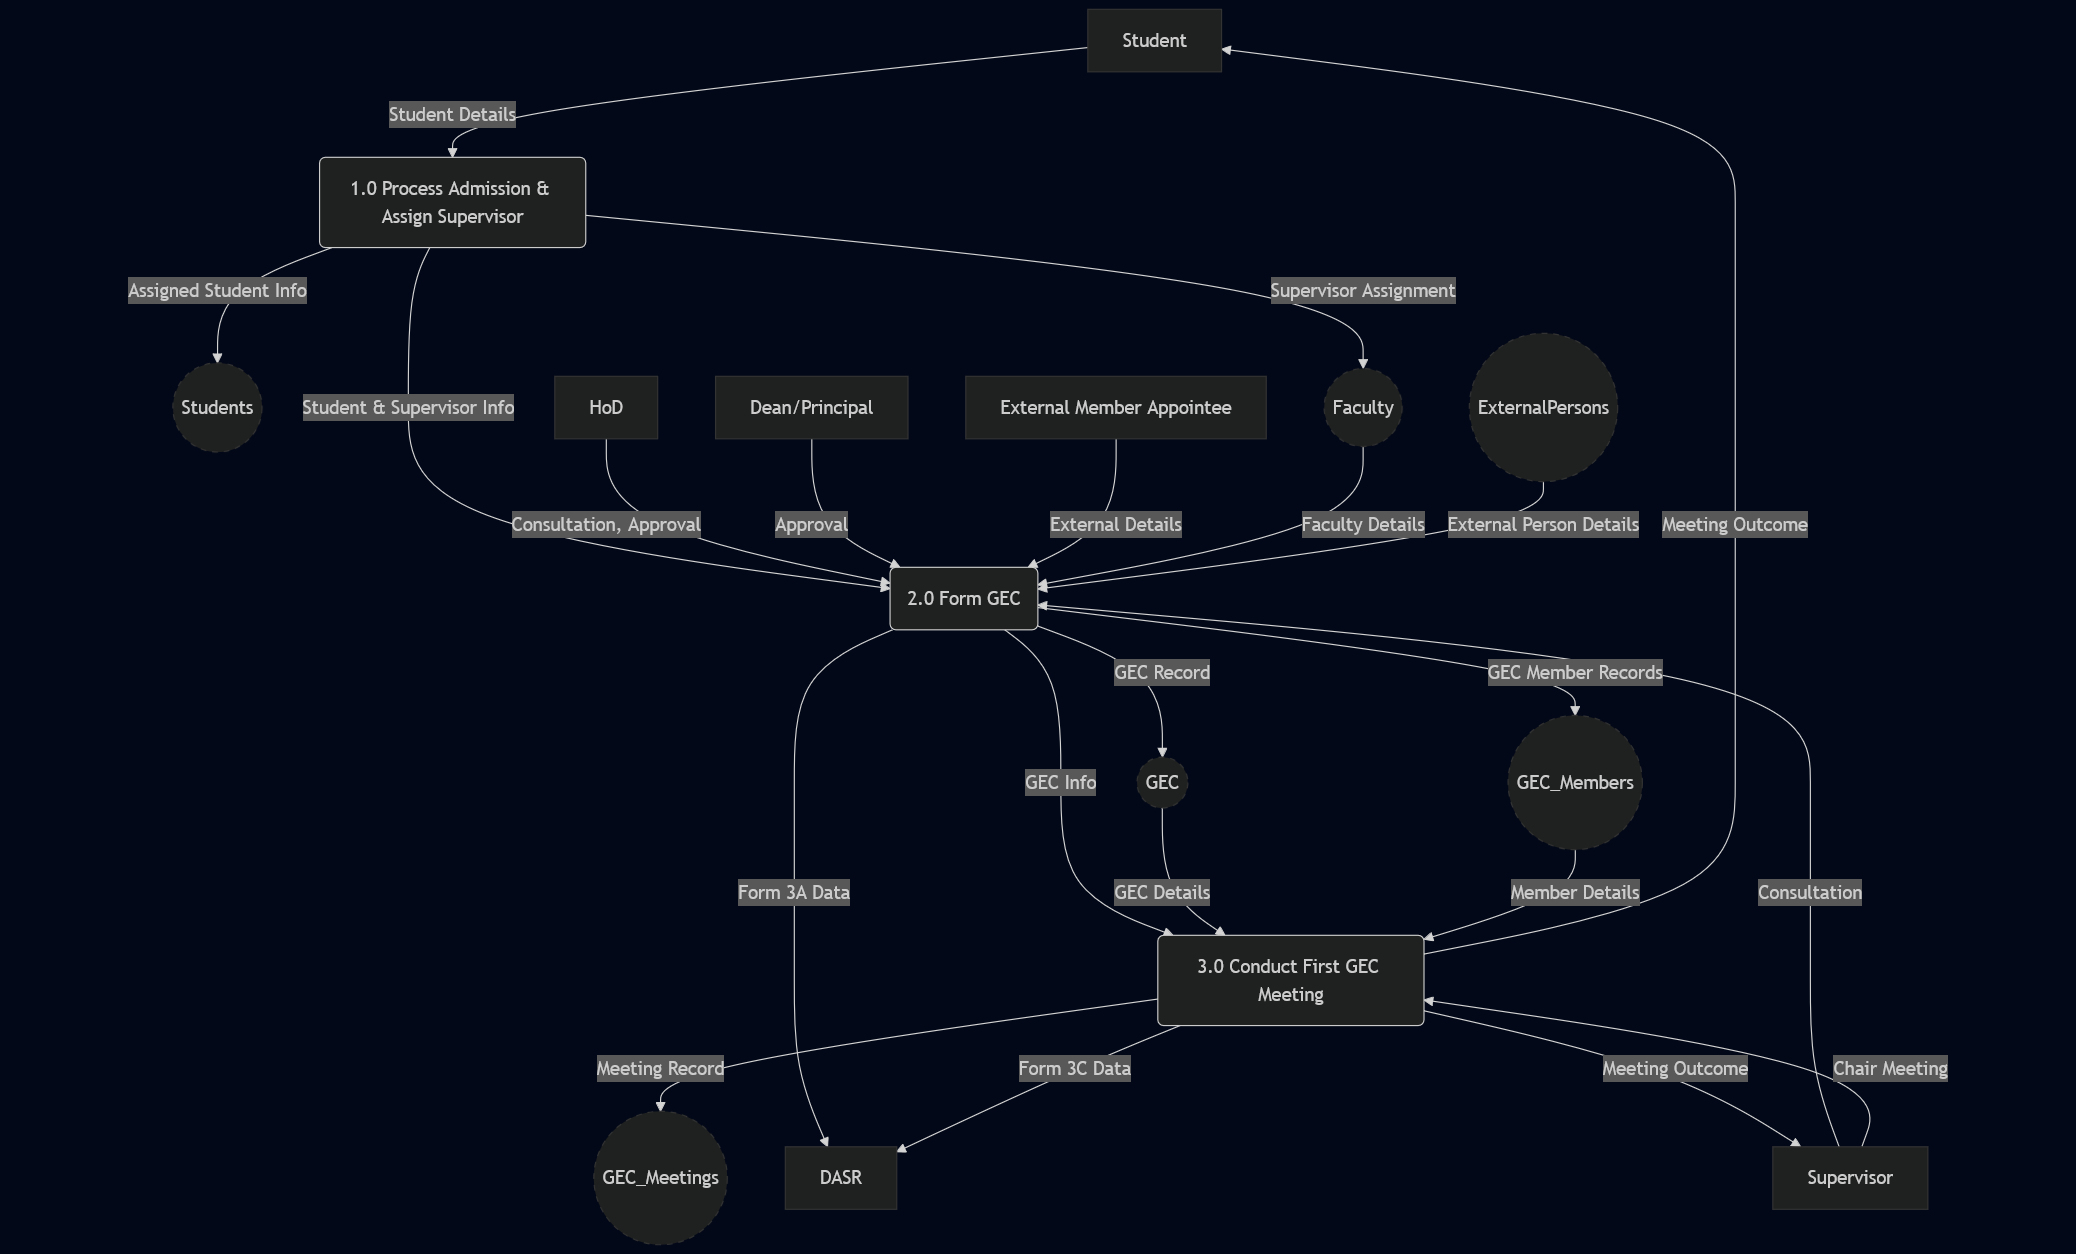 Student
Student Details
1.0 Process Admission &
Assign Supervisor
Assigned Student Info
Supervisor Assignment
Students
Student & Supervisor Info
HoD
Dean/Principal
External Member Appointee
Faculty
ExternalPersons
Consultation, Approval
Approval
External Details
Faculty Details
External Person Details
Meeting Outcome
2.0 Form GEC
GEC Record
GEC Member Records
GEC Info
GEC
GEC_Members
Form 3A Data
GEC Details
Member Details
Consultation
3.0 Conduct First GEC
Meeting
Meeting Record
Form 3C Data
Meeting Outcome
Chair Meeting
GEC_Meetings
DASR
Supervisor